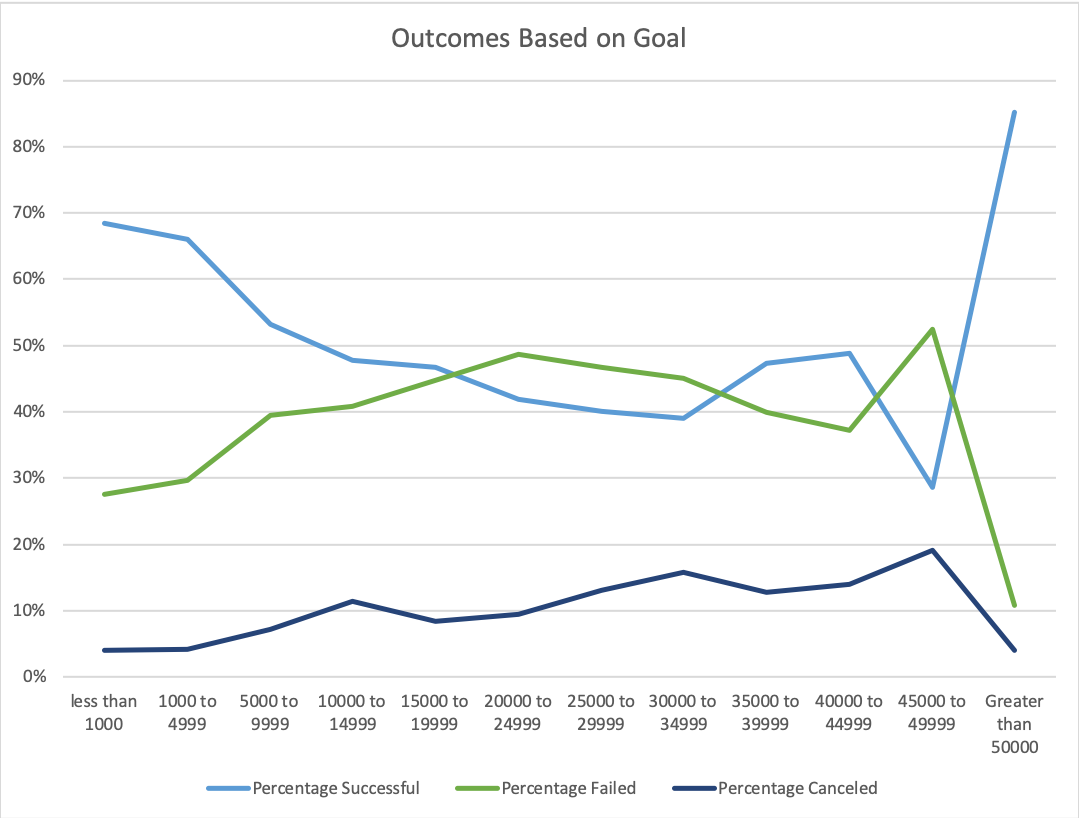 Outcomes Based on Goal
90%
80%
70%
60%
50%
40%
30%
20%
10%
0%
less than 1000 to 5000 to 10000 to 15000 to 20000 to 25000 to 30000 to 35000 to 40000 to 45000 to Greater
1000 4999 9999 14999 19999 24999 29999 34999 39999 44999 49999 than
50000
Percentage Successful Percentage Failed Percentage Canceled